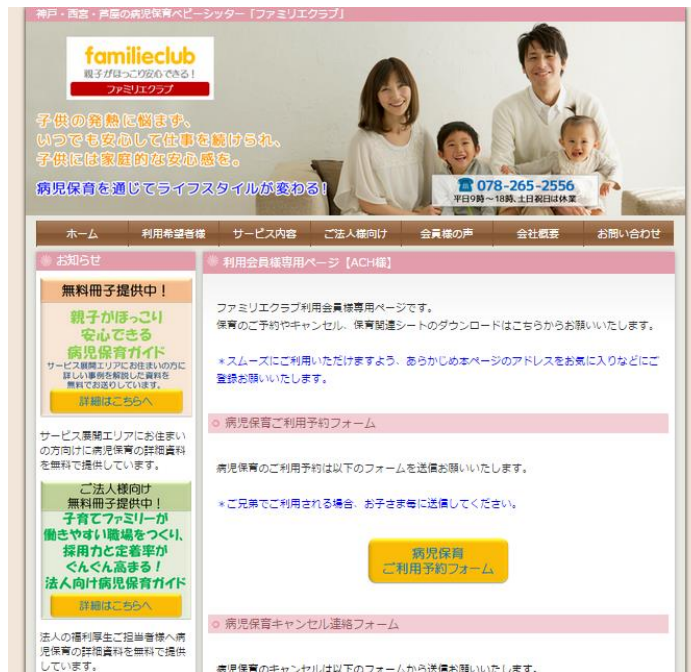 神戸・西宮・芦屋の病児保育ベビーシッター「ファミリエクラブ」
familieclub
親子がほっこり安心できる！
ファミリエクラブ
子供の発熱に悩まず、
いつでも安心して仕事を続けられ、
子供には家庭的な安心感を。
病児保育を通じてライフスタイルが変わる！
078-265-2556
平日9時～18時、土日祝日は休業
ホーム 利用希望者様 サービス内容 ご法人様向け 会員様の声 会社概要 お問い合わせ
お知らせ
無料冊子提供中！
親子がほっこり
安心できる
病児保育ガイド
サービス展開エリアにお住まいの方に
詳しい事例を解説した資料を
無料でお送りしています。
詳細はこちらへ
サービス展開エリアにお住まい
の方向けに病児保育の詳細資料
を無料で提供しています。
ご法人様向け
無料冊子提供中！
子育てファミリーが
働きやすい職場をつくり、
採用力と定着率が
ぐんぐん高まる！
法人向け病児保育ガイド
詳細はこちらへ
法人の福利厚生ご担当者様へ病
児保育の詳細資料を無料で提供
しています。
利用会員様専用ページ【ACH様】
ファミリエクラブ利用会員様専用ページです。
保育のご予約やキャンセル、保育関連シートのダウンロードはこちらからお願いいたします。
＊スムーズにご利用いただけますよう、あらかじめ本ページのアドレスをお気に入りなどにご
登録お願いいたします。
病児保育ご利用予約フォーム
病児保育のご利用予約は以下のフォームを送信お願いいたします。
＊ご兄弟でご利用される場合、お子さま毎に送信してください。
病児保育
ご利用予約フォーム
病児保育キャンセル連絡フォーム
病児保育のキャンセルは以下のフォームから送信お願いいたします。